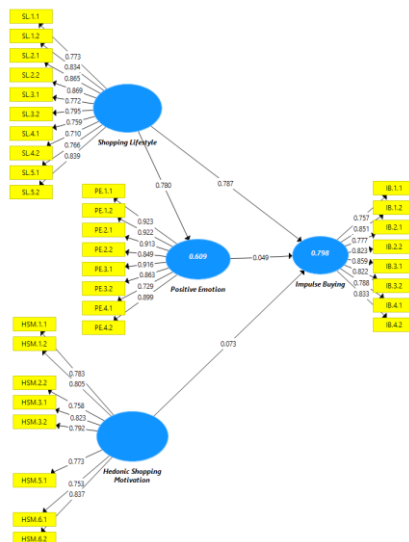 SL.1.1
SL.1.2
SL.2.1
SL.2.2
SL.3.1
SL.3.2
SL.4.1
SL.4.2
SL.5.1
SL.5.2
0.773
0.834
0.865
0.869
0.772
0.795
0.759
0.710
0.766
0.839
Shopping Lifestyle
0.780
0.787
PE.1.1
PE.1.2
PE.2.1
PE.2.2
PE.3.1
PE.3.2
PE.4.1
PE.4.2
0.923
0.922
0.913
0.849
0.916
0.863
0.729
0.899
0.609
Positive Emotion
0.049
0.798
Impulse Buying
0.757
0.851
0.777
0.823
0.859
0.822
0.788
0.833
IB.1.1
IB.1.2
IB.2.1
IB.2.2
IB.3.1
IB.3.2
IB.4.1
IB.4.2
0.073
HSM.1.1
HSM.1.2
HSM.2.2
HSM.3.1
HSM.3.2
HSM.5.1
HSM.6.1
HSM.6.2
0.783
0.805
0.758
0.823
0.792
0.773
0.753
0.837
Hedonic Shopping
Motivation